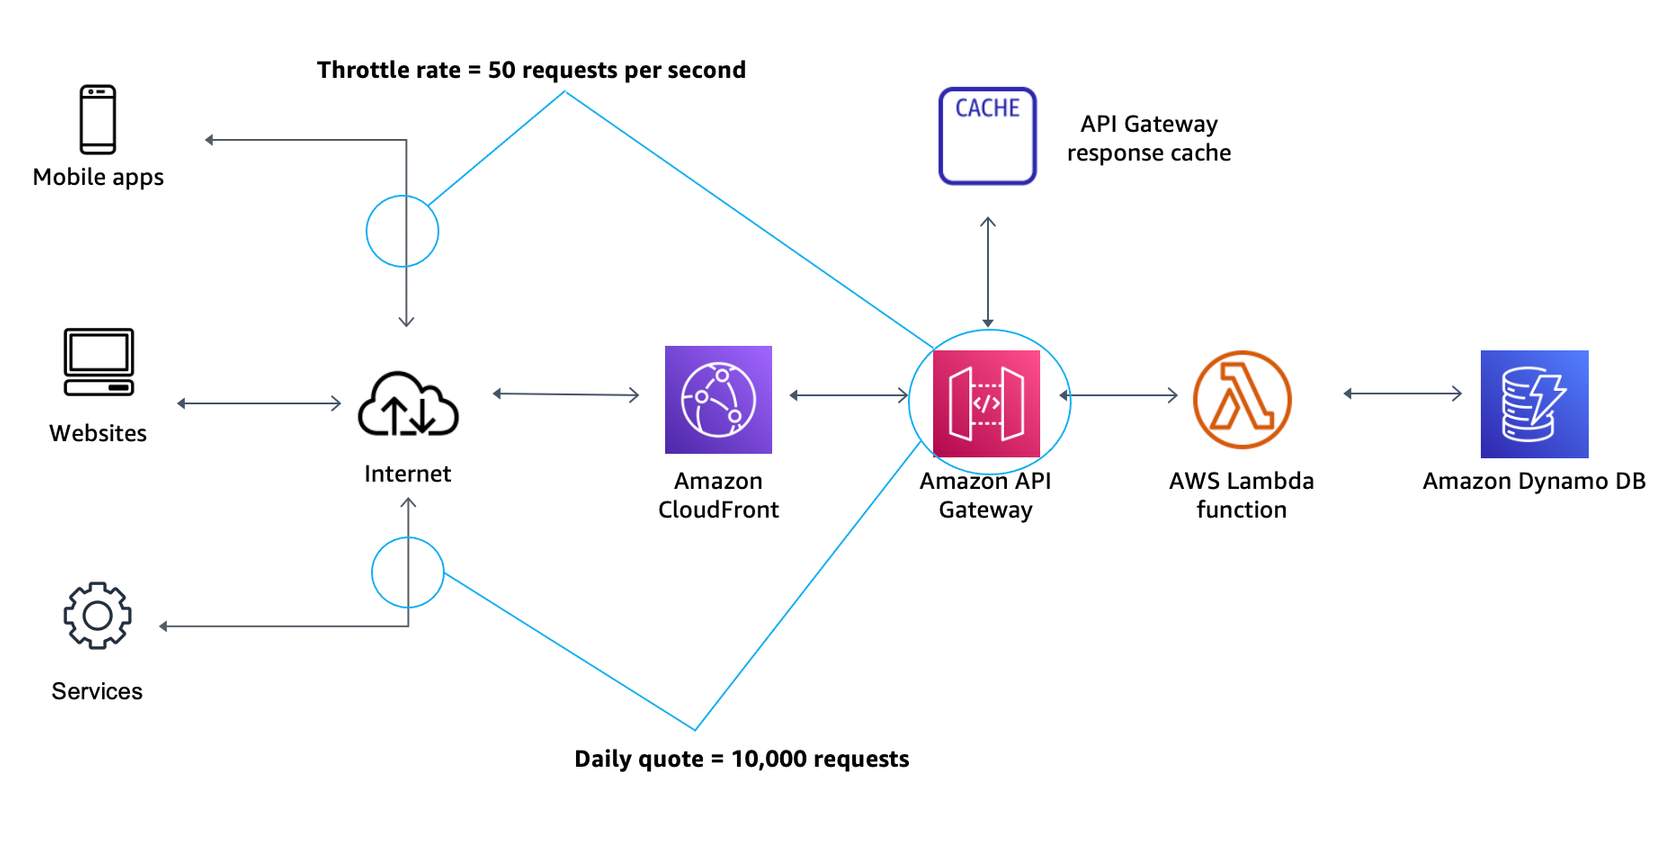 Throttle rate = 50 requests per second
CACHE
API Gateway
response cache
Mobile apps
Websites
Internet
Amazon
CloudFront
</>
Amazon API
Gateway
AWS Lambda
function
Amazon Dynamo DB
Services
Daily quote = 10,000 requests